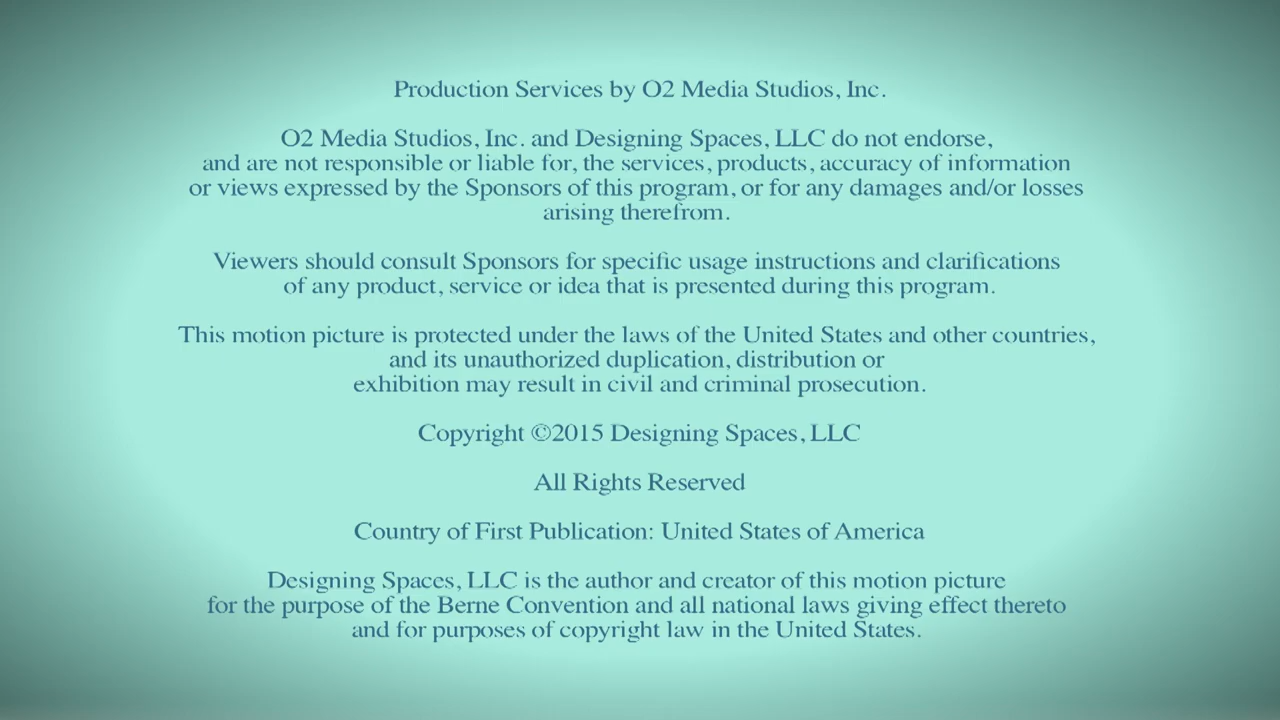 Production Services by O2 Media Studios, Inc.
O2 Media Studios, Inc. and Designing Spaces, LLC do not endorse,
and are not responsible or liable for, the services, products, accuracy of information
or views expressed by the Sponsors of this program, or for any damages and/or losses
arising therefrom.
Viewers should consult Sponsors for specific usage instructions and clarifications
of any product, service or idea that is presented during this program.
This motion picture is protected under the laws of the United States and other countries,
and its unauthorized duplication, distribution or
exhibition may result in civil and criminal prosecution.
Copyright ©2015 Designing Spaces, LLC
All Rights Reserved
Country of First Publication: United States of America
Designing Spaces, LLC is the author and creator of this motion picture
for the purpose of the Berne Convention and all national laws giving effect thereto
and for purposes of copyright law in the United States.